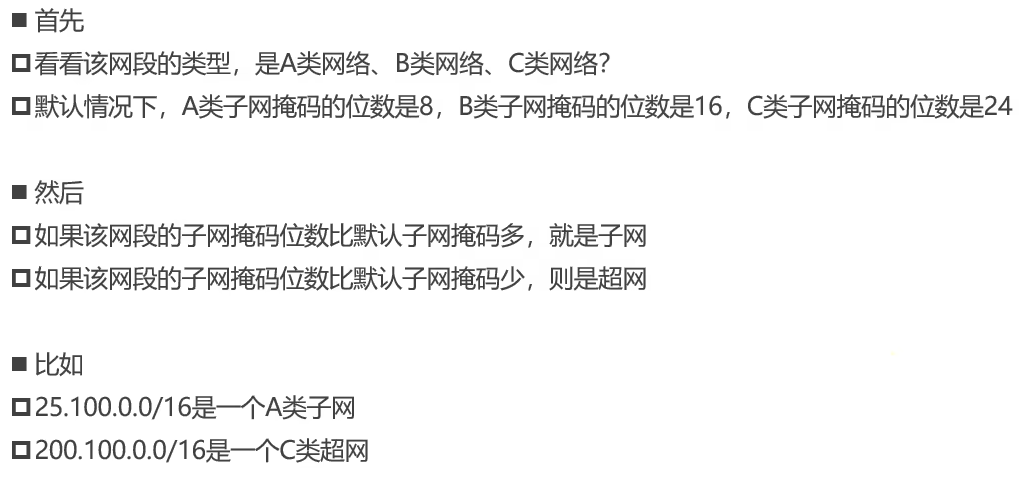 ■ 首先
看看该网段的类型，是A类网络、B类网络、C类网络？
默认情况下，A类子网掩码的位数是8，B类子网掩码的位数是16，C类子网掩码的位数是24
■ 然后
如果该网段的子网掩码位数比默认子网掩码多，就是子网
如果该网段的子网掩码位数比默认子网掩码少，则是超网
■ 比如
25.100.0.0/16是一个A类子网
200.100.0.0/16是一个C类超网